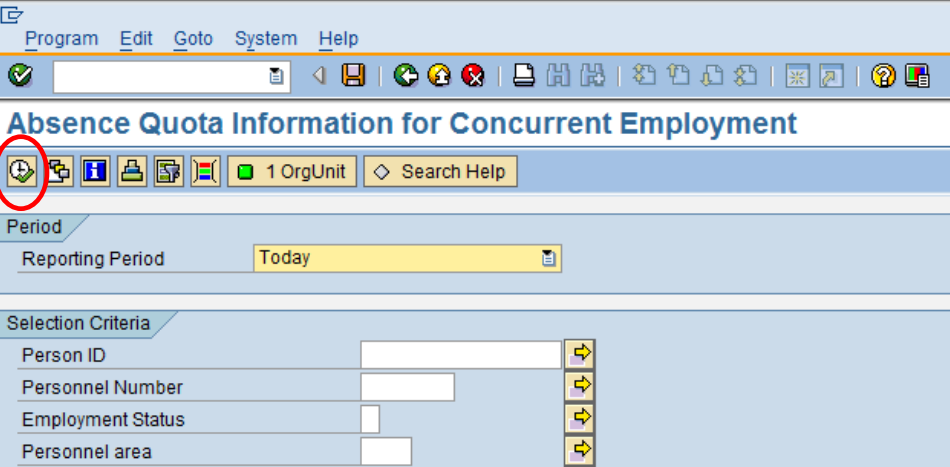 Program Edit Goto System Help
Absence Quota Information for Concurrent Employment
1 OrgUnit Search Help
Period
Reporting Period Today
Selection Criteria
Person ID
Personnel Number
Employment Status
Personnel area